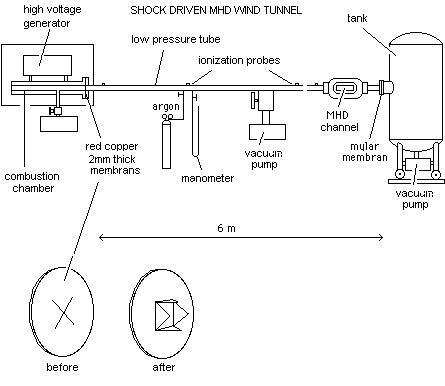 high voltage
generator
SHOCK DRIVEN MHD WIND TUNNEL
tank
low pressure tube
ionization probes
argon
MHD
channel
red copper
2mm thick
membrans
vacuum
pump
mylar
membran
combustion
chamber
manometer
vacuum
pump
6 m
before
after